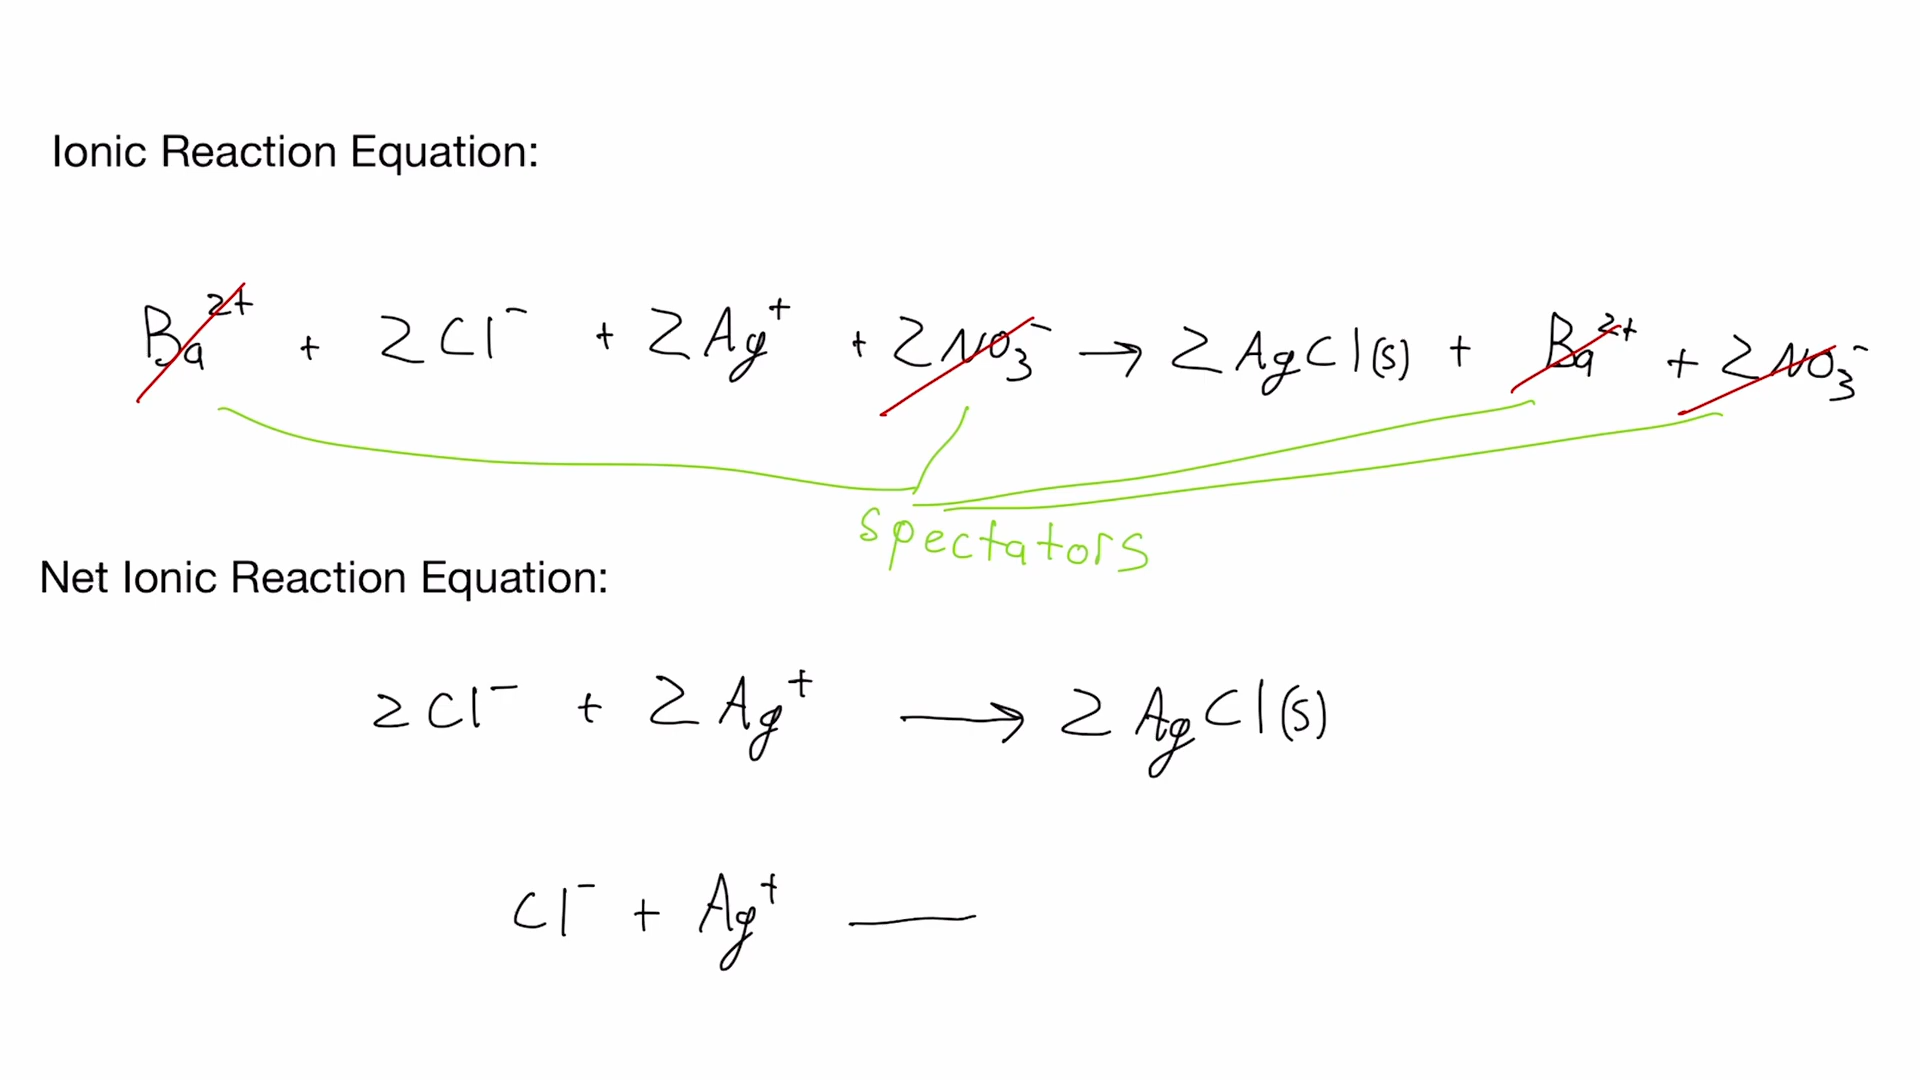 Ionic Reaction Equation:
Ba²⁺ + 2Cl⁻ + 2Ag⁺ + 2NO₃⁻ → 2AgCl(s) + Ba²⁺ + 2NO₃⁻
spectators
Net Ionic Reaction Equation:
2Cl⁻ + 2Ag⁺ → 2AgCl(s)
Cl⁻ + Ag⁺ —